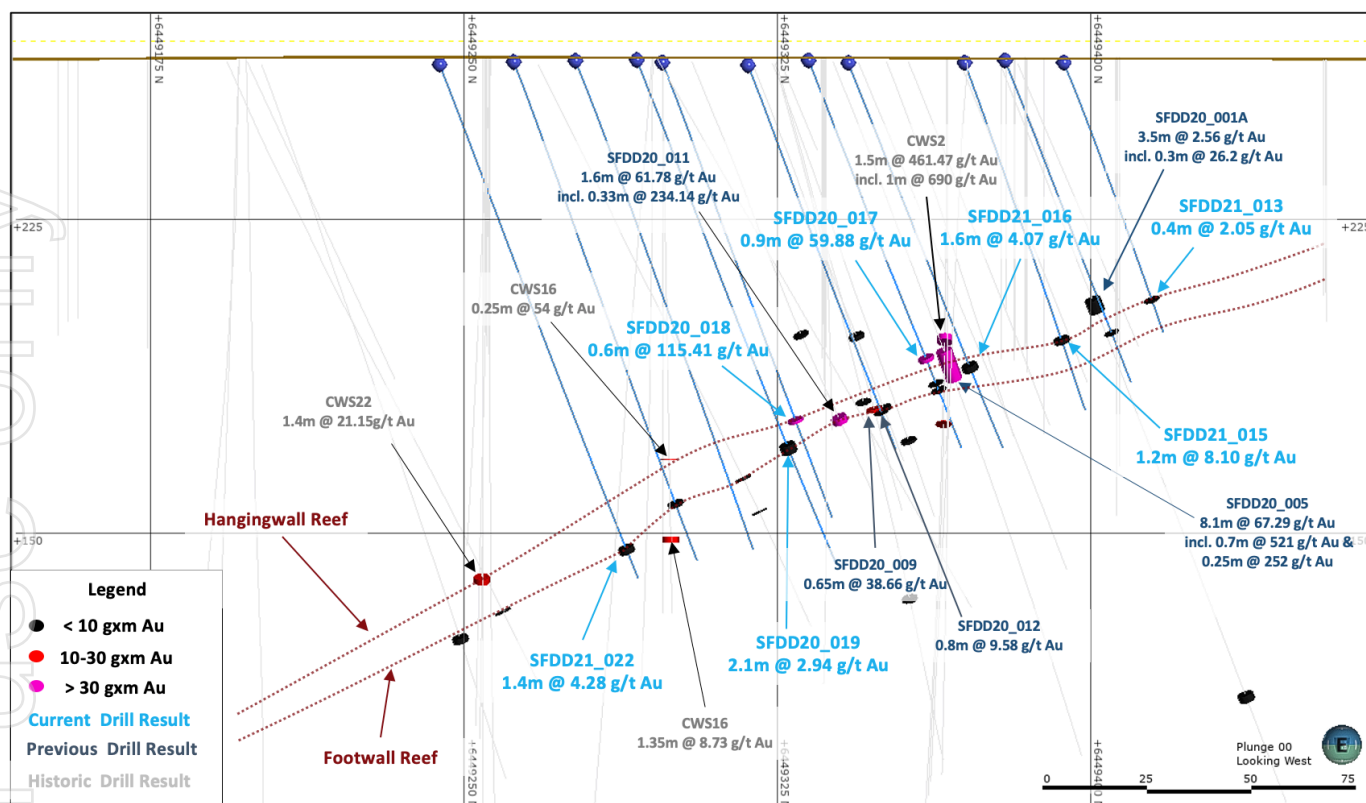 +6449175 N
+6449250 N
+6449325 N
+6449400 N
SFDD20_001A
3.5m @ 2.56 g/t Au
incl. 0.3m @ 26.2 g/t Au
CWS2
1.5m @ 461.47 g/t Au
incl. 1m @ 690 g/t Au
SFDD20_011
1.6m @ 61.78 g/t Au
incl. 0.33m @ 234.14 g/t Au
SFDD20_017
0.9m @ 59.88 g/t Au
SFDD21_016
1.6m @ 4.07 g/t Au
SFDD21_013
0.4m @ 2.05 g/t Au
+225
+225
CWS16
0.25m @ 54 g/t Au
SFDD20_018
0.6m @ 115.41 g/t Au
CWS22
1.4m @ 21.15g/t Au
SFDD21_015
1.2m @ 8.10 g/t Au
Hangingwall Reef
SFDD20_005
8.1m @ 67.29 g/t Au
incl. 0.7m @ 521 g/t Au &
0.25m @ 252 g/t Au
+150
SFDD20_009
0.65m @ 38.66 g/t Au
SFDD20_012
0.8m @ 9.58 g/t Au
SFDD20_019
2.1m @ 2.94 g/t Au
SFDD21_022
1.4m @ 4.28 g/t Au
CWS16
1.35m @ 8.73 g/t Au
Footwall Reef
Legend
< 10 gxm Au
10-30 gxm Au
> 30 gxm Au
Current Drill Result
Previous Drill Result
Historic Drill Result
+6449250 N
+6449325 N
+6449400 N
Plunge 00
Looking West
E
0 25 50 75